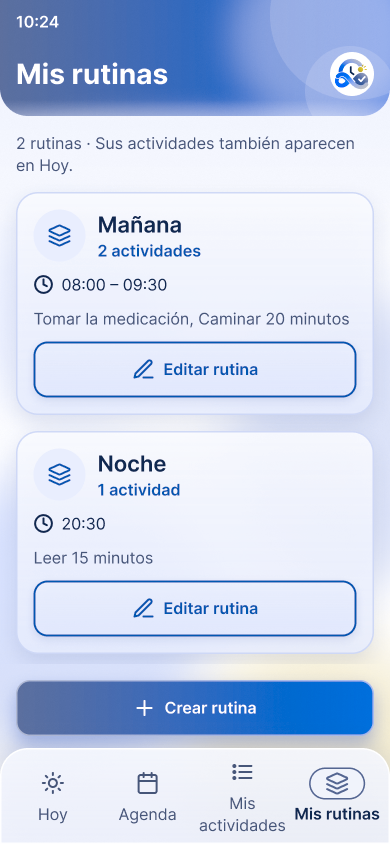 10:24
Mis rutinas
2 rutinas · Sus actividades también aparecen
en Hoy.
Mañana
2 actividades
08:00 – 09:30
Tomar la medicación, Caminar 20 minutos
Editar rutina
Noche
1 actividad
20:30
Leer 15 minutos
Editar rutina
Crear rutina
Hoy
Agenda
Mis
actividades
Mis rutinas